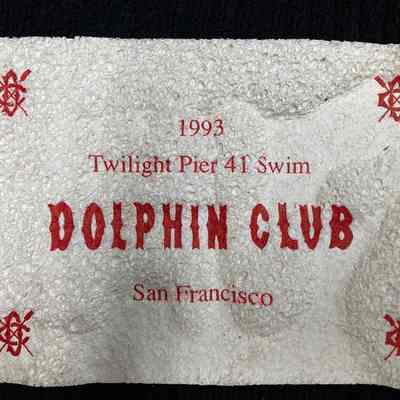 1993
Twilight Pier 41 Swim
DOLPHIN CLUB
San Francisco